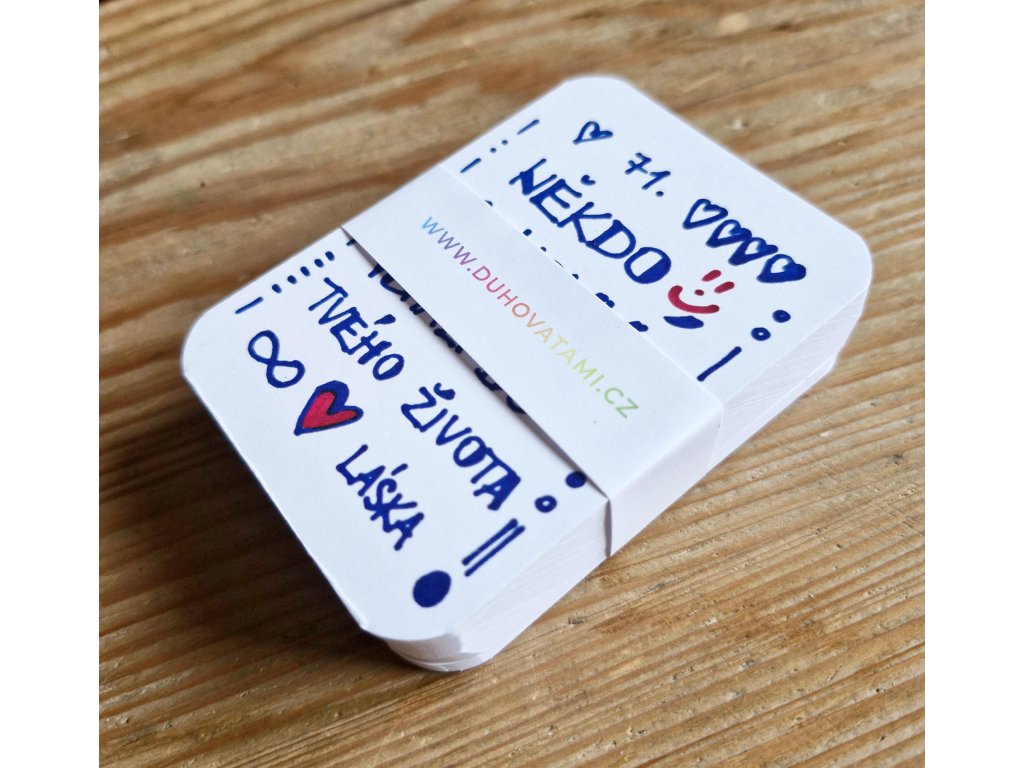 71.
NĚKDO
WWW.DUHOVATAMI.CZ
TVÉHO ŽIVOTA
LÁSKA